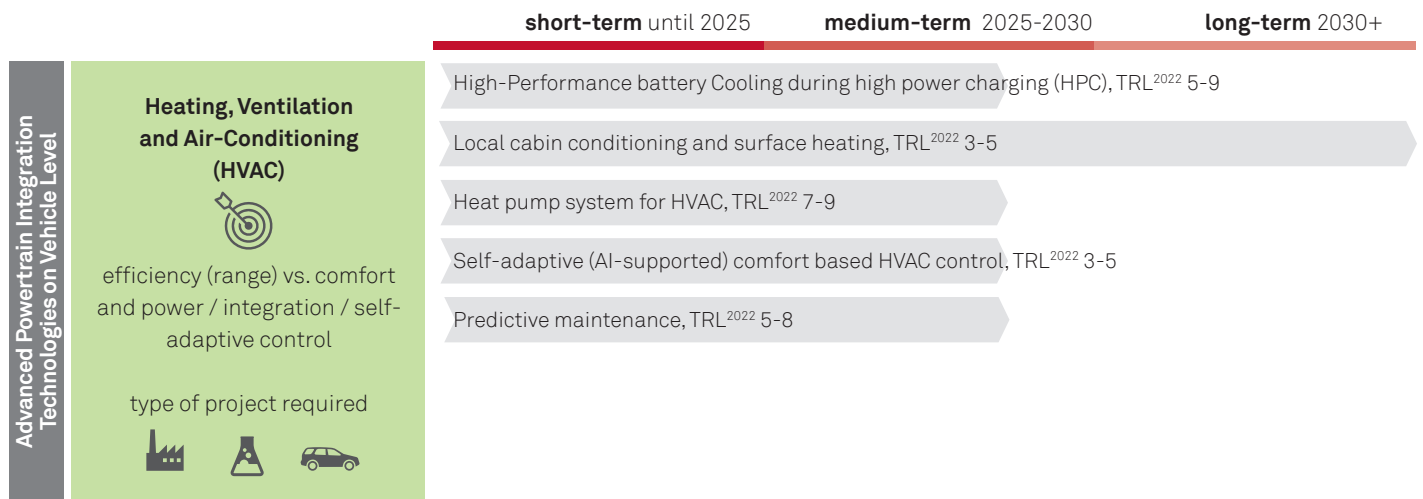 short-term until 2025
medium-term 2025-2030
long-term 2030+
Advanced Powertrain Integration
Technologies on Vehicle Level
Heating, Ventilation
and Air-Conditioning
(HVAC)
efficiency (range) vs. comfort
and power / integration / self-
adaptive control
type of project required
High-Performance battery Cooling during high power charging (HPC), TRL2022 5-9
Local cabin conditioning and surface heating, TRL2022 3-5
Heat pump system for HVAC, TRL2022 7-9
Self-adaptive (AI-supported) comfort based HVAC control, TRL2022 3-5
Predictive maintenance, TRL2022 5-8